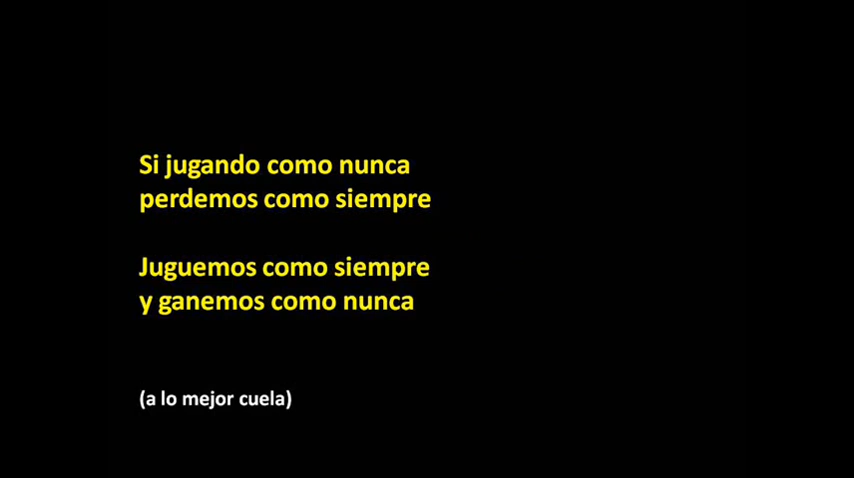 Si jugando como nunca
perdemos como siempre
Juguemos como siempre
y ganemos como nunca
(a lo mejor cuela)